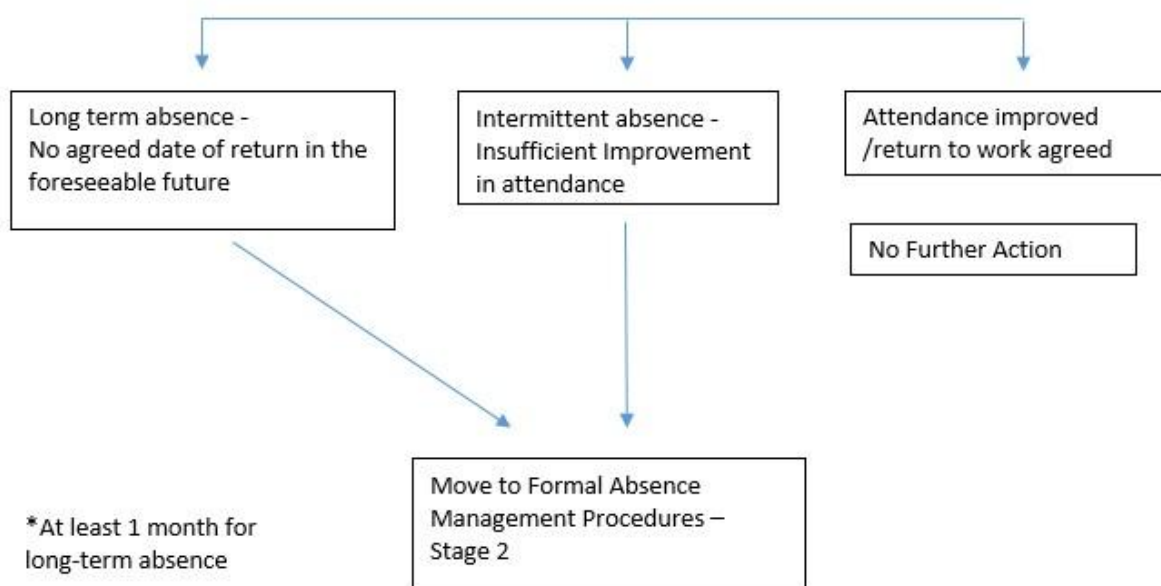 Long term absence -
No agreed date of return in the
foreseeable future
Intermittent absence -
Insufficient Improvement
in attendance
Attendance improved
/return to work agreed
No Further Action
Move to Formal Absence
Management Procedures –
Stage 2
*At least 1 month for
long-term absence